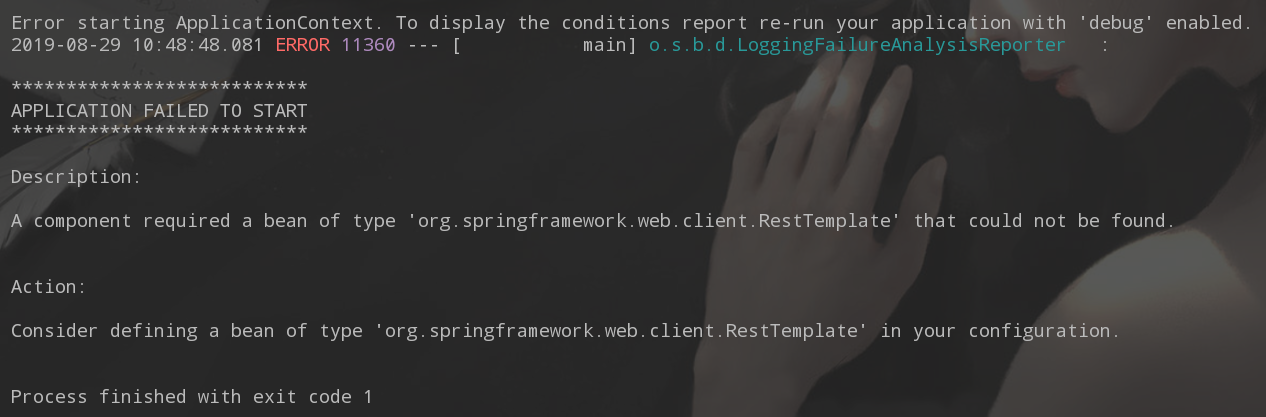 Error starting ApplicationContext. To display the conditions report re-run your application with 'debug' enabled.
2019-08-29 10:48:48.081 ERROR 11360 --- [           main] o.s.b.d.LoggingFailureAnalysisReporter   :
***************************
APPLICATION FAILED TO START
***************************
Description:
A component required a bean of type 'org.springframework.web.client.RestTemplate' that could not be found.
Action:
Consider defining a bean of type 'org.springframework.web.client.RestTemplate' in your configuration.
Process finished with exit code 1